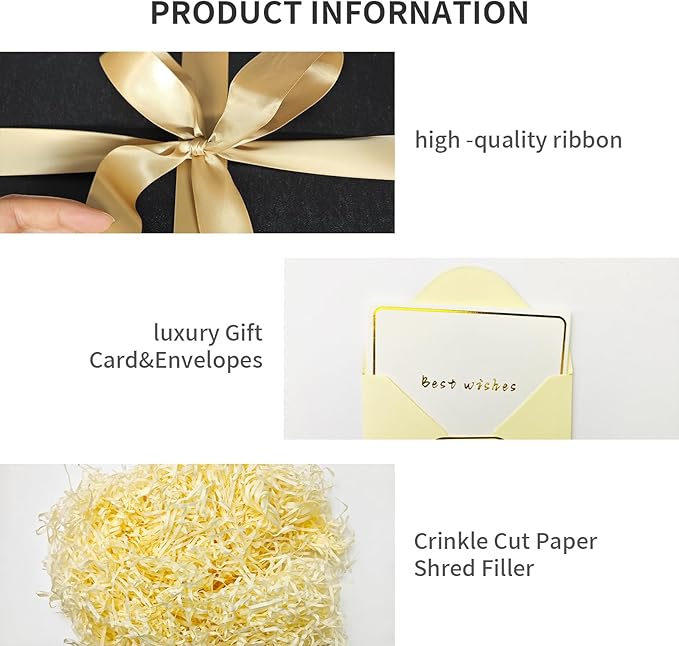 PRODUCT INFORNATION
high -quality ribbon
luxury Gift
Card&Envelopes
Best wishes
Crinkle Cut Paper
Shred Filler